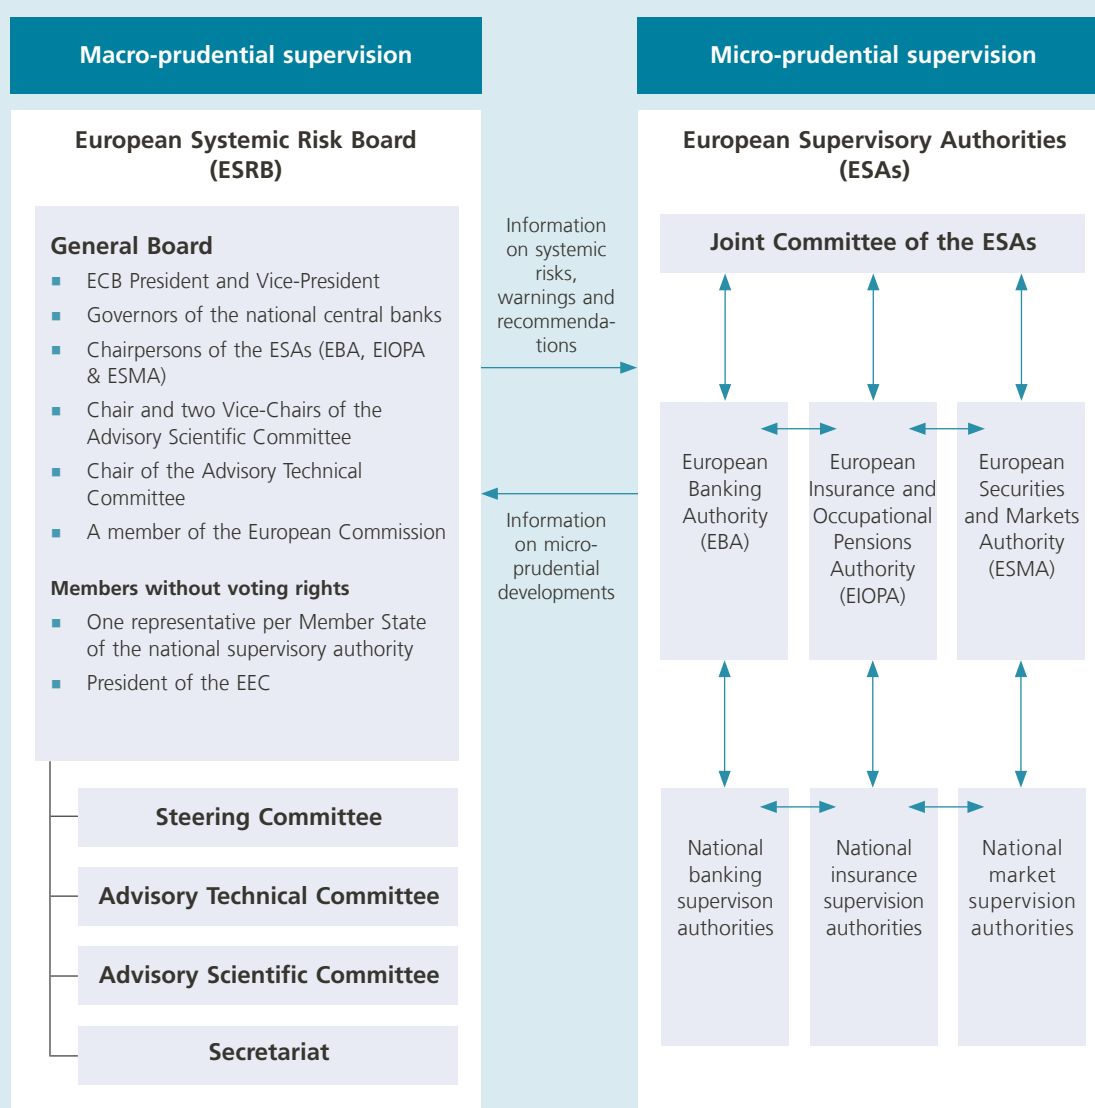 Macro-prudential supervision
European Systemic Risk Board
(ESRB)
General Board
▪ ECB President and Vice-President
▪ Governors of the national central banks
▪ Chairpersons of the ESAs (EBA, EIOPA
& ESMA)
▪ Chair and two Vice-Chairs of the
Advisory Scientific Committee
▪ Chair of the Advisory Technical
Committee
▪ A member of the European Commission
Members without voting rights
▪ One representative per Member State
of the national supervisory authority
▪ President of the EEC
Steering Committee
Advisory Technical Committee
Advisory Scientific Committee
Secretariat
Information
on systemic
risks,
warnings and
recommenda-
tions
Information
on micro-
prudential
developments
Micro-prudential supervision
European Supervisory Authorities
(ESAs)
Joint Committee of the ESAs
European
Banking
Authority
(EBA)
European
Insurance and
Occupational
Pensions
Authority
(EIOPA)
European
Securities
and Markets
Authority
(ESMA)
National
banking
supervison
authorities
National
insurance
supervision
authorities
National
market
supervision
authorities